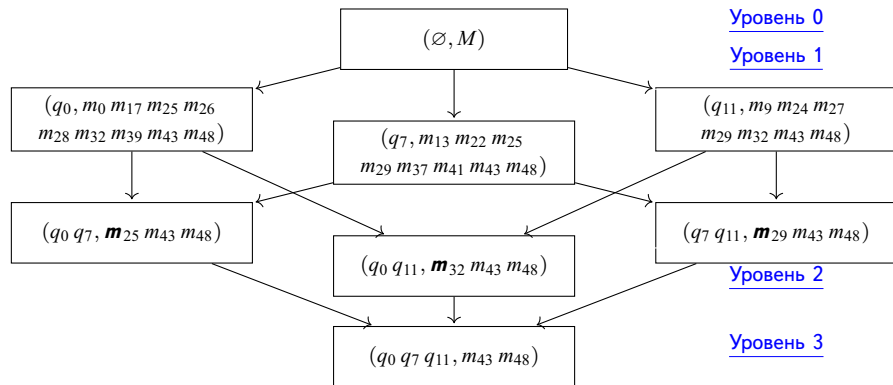 (∅, M)
Уровень 0
Уровень 1
(q₀, m₀ m₁₇ m₂₅ m₂₆
m₂₈ m₃₂ m₃₉ m₄₃ m₄₈)
(q₇, m₁₃ m₂₂ m₂₅
m₂₉ m₃₇ m₄₁ m₄₃ m₄₈)
(q₁₁, m₉ m₂₄ m₂₇
m₂₉ m₃₂ m₄₃ m₄₈)
(q₀ q₇, m₂₅ m₄₃ m₄₈)
(q₀ q₁₁, m₃₂ m₄₃ m₄₈)
(q₇ q₁₁, m₂₉ m₄₃ m₄₈)
Уровень 2
(q₀ q₇ q₁₁, m₄₃ m₄₈)
Уровень 3